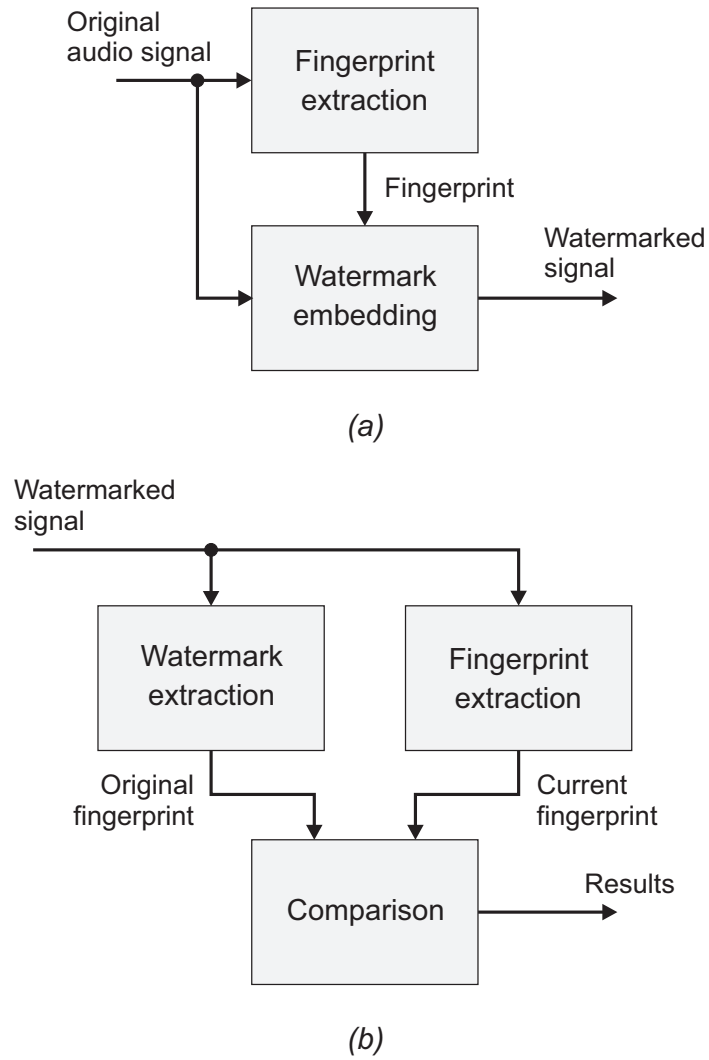 Original
audio signal
Fingerprint
extraction
Fingerprint
Watermarked
signal
Watermark
embedding
(a)
Watermarked
signal
Watermark
extraction
Fingerprint
extraction
Original
fingerprint
Current
fingerprint
Comparison
Results
(b)